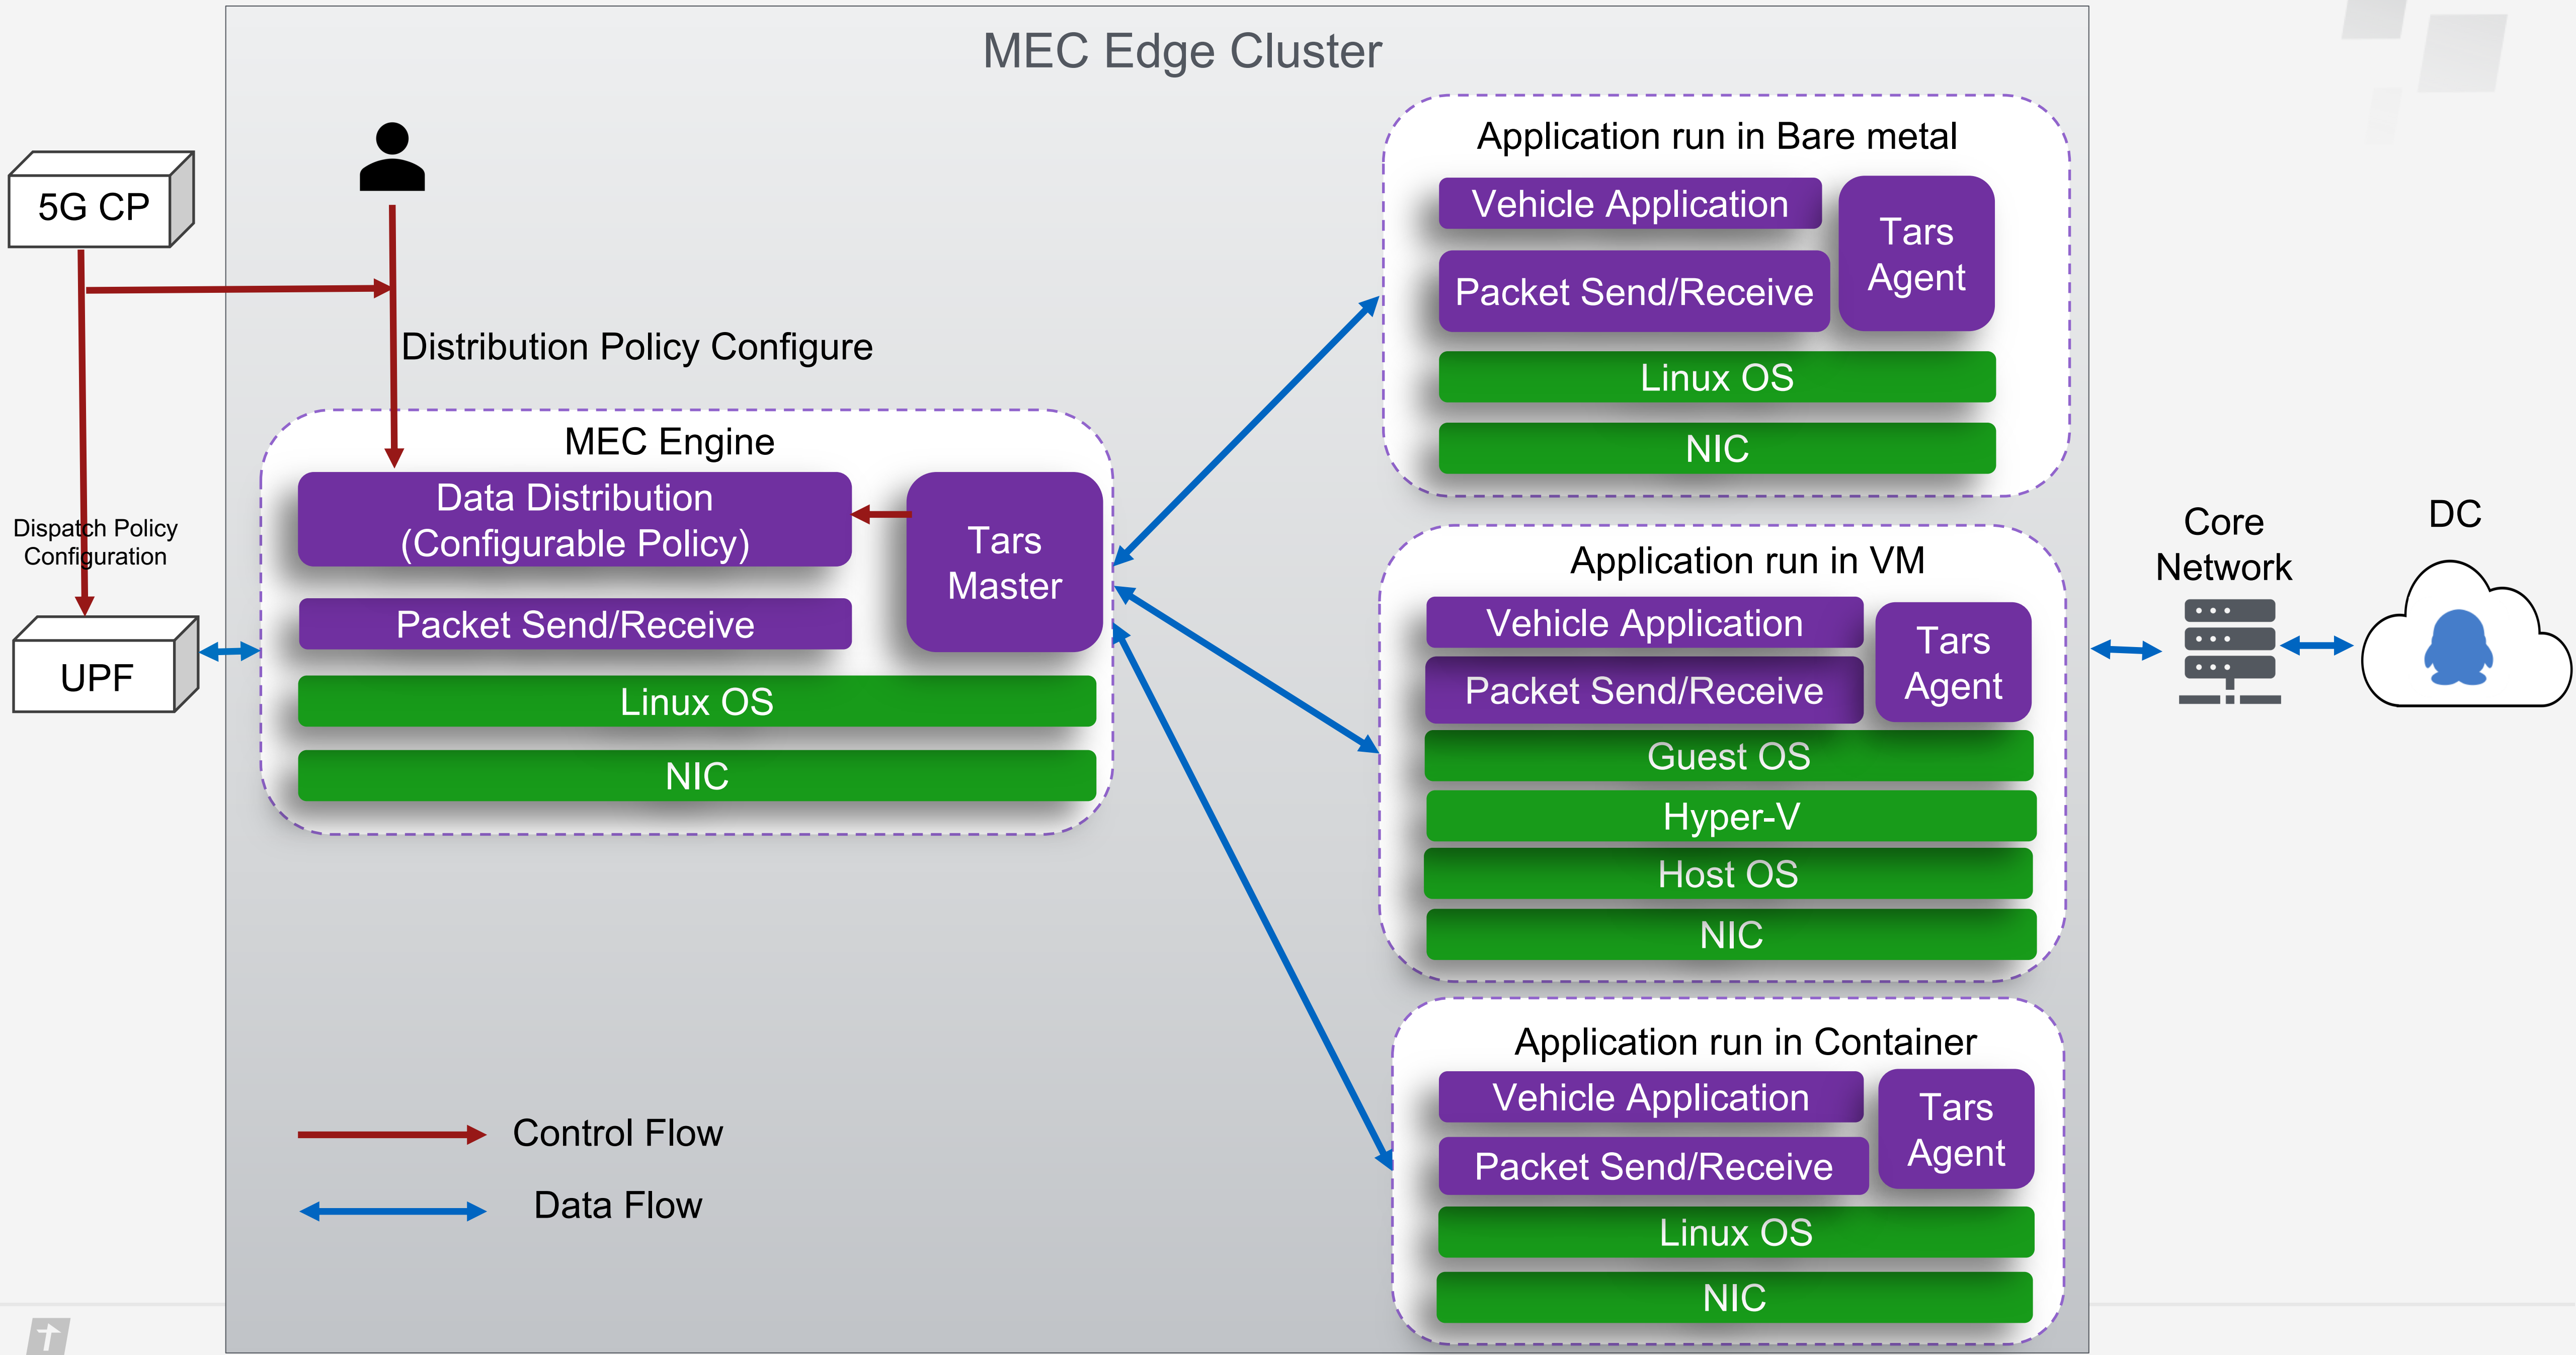 MEC Edge Cluster
5G CP
Distribution Policy Configure
Dispatch Policy
Configuration
UPF
MEC Engine
Data Distribution
(Configurable Policy)
Packet Send/Receive
Tars
Master
Linux OS
NIC
Control Flow
Data Flow
Application run in Bare metal
Vehicle Application
Packet Send/Receive
Tars
Agent
Linux OS
NIC
Application run in VM
Vehicle Application
Packet Send/Receive
Tars
Agent
Guest OS
Hyper-V
Host OS
NIC
Application run in Container
Vehicle Application
Packet Send/Receive
Tars
Agent
Linux OS
NIC
Core
Network
DC